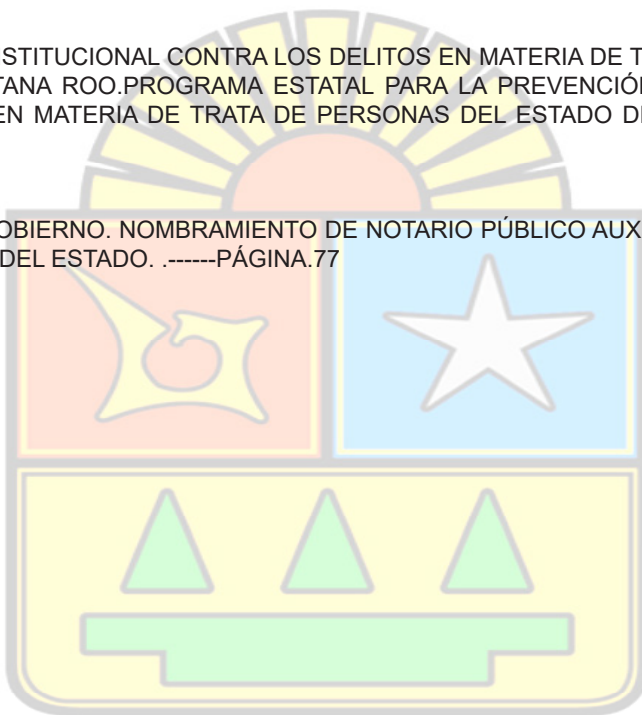 STITUCIONAL CONTRA LOS DELITOS EN MATERIA DE T
TANA ROO.PROGRAMA ESTATAL PARA LA PREVENCIÓN
EN MATERIA DE TRATA DE PERSONAS DEL ESTADO D
OBIERNO. NOMBRAMIENTO DE NOTARIO PÚBLICO AUX
DEL ESTADO. .------PÁGINA.77